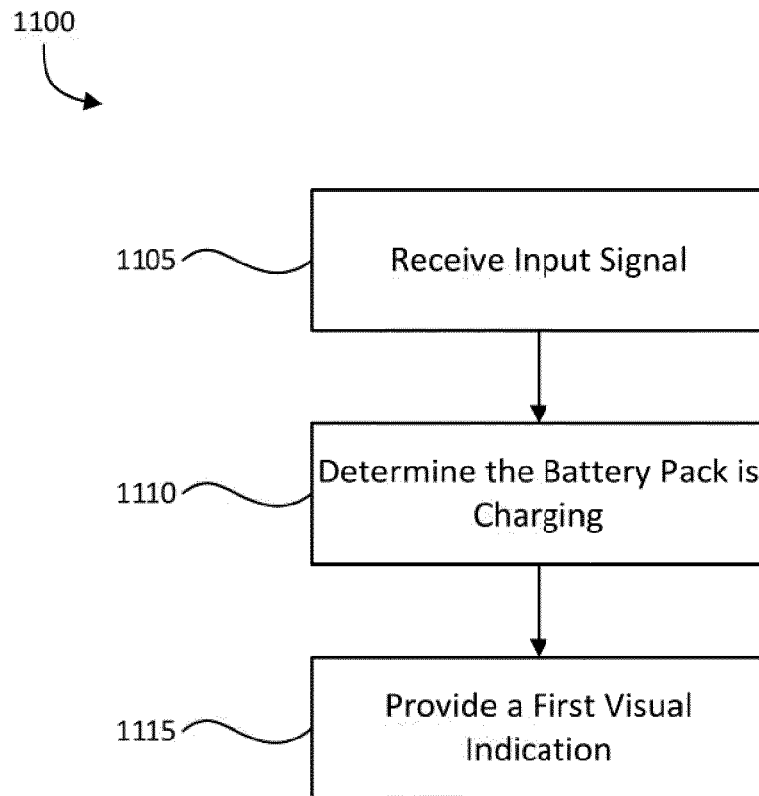 1100
1105
Receive Input Signal
1110
Determine the Battery Pack is
Charging
1115
Provide a First Visual
Indication